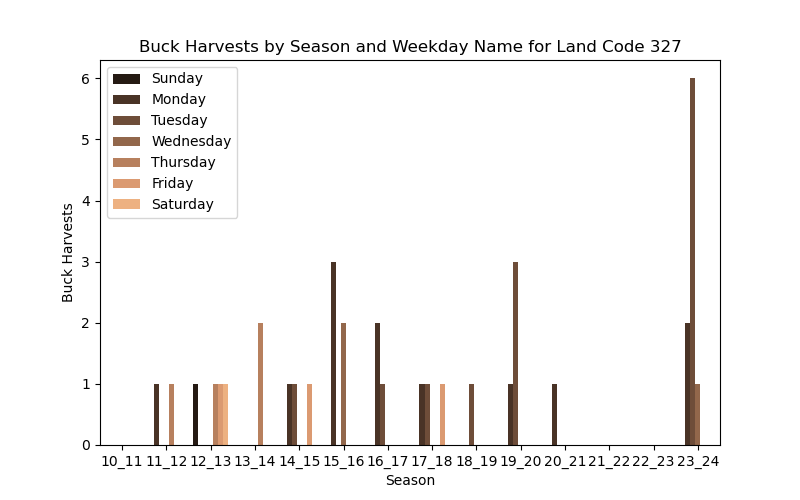 Buck Harvests by Season and Weekday Name for Land Code 327
Sunday
Monday
Tuesday
Wednesday
Thursday
Friday
Saturday
6
5
4
3
2
1
0
Buck Harvests
10_11 11_12 12_13 13_14 14_15 15_16 16_17 17_18 18_19 19_20 20_21 21_22 22_23 23_24
Season